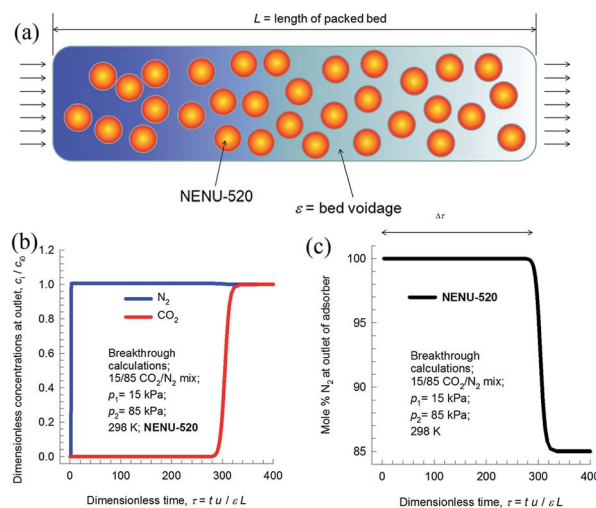 L = length of packed bed
(a)
NENU-520
ε = bed voidage
(b)
Dimensionless concentrations at outlet, cᵢ / cᵢ₀
1.2
1.0
0.8
0.6
0.4
0.2
0.0
N₂
CO₂
Breakthrough
calculations;
15/85 CO₂/N₂ mix;
p₁= 15 kPa;
p₂= 85 kPa;
298 K; NENU-520
0 100 200 300 400
Dimensionless time, τ = t u / ε L
(c)
Δτ
Mole % N₂ at outlet of adsorber
100
95
90
85
NENU-520
Breakthrough
calculations;
15/85 CO₂/N₂ mix;
p₁= 15 kPa;
p₂= 85 kPa;
298 K
0 100 200 300 400
Dimensionless time, τ = t u / ε L